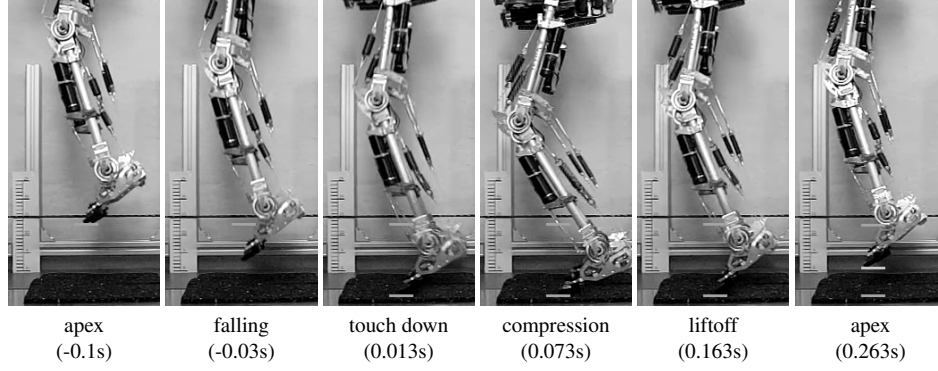 apex
(-0.1s)
falling
(-0.03s)
touch down
(0.013s)
compression
(0.073s)
liftoff
(0.163s)
apex
(0.263s)